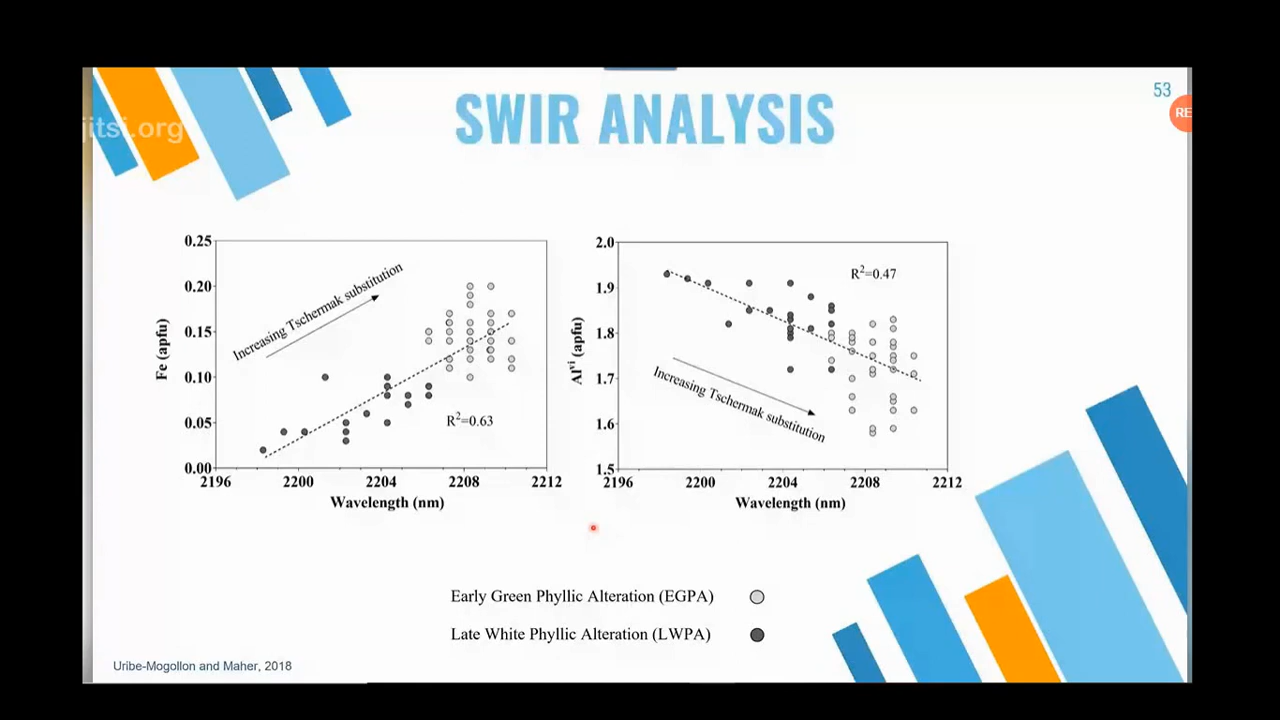 jitsi.org
53
RE
SWIR ANALYSIS
0.25
0.20
0.15
0.10
0.05
0.00
Fe (apfu)
Increasing Tschermak substitution
R²=0.63
2196
2200
2204
2208
2212
Wavelength (nm)
2.0
1.9
1.8
1.7
1.6
1.5
Alvi (apfu)
R²=0.47
Increasing Tschermak substitution
2196
2200
2204
2208
2212
Wavelength (nm)
Early Green Phyllic Alteration (EGPA)
Late White Phyllic Alteration (LWPA)
Uribe-Mogollon and Maher, 2018